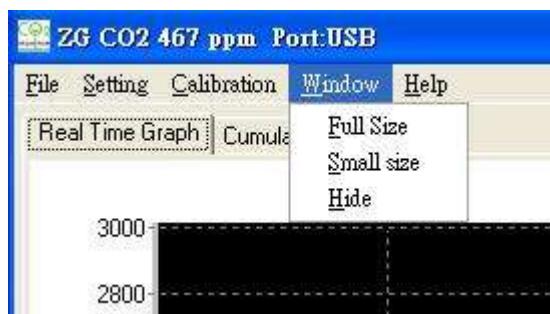 ZG CO2 467 ppm Port:USB
File Setting Calibration Window Help
Real Time Graph Cumula
Full Size
Small size
Hide
3000
2800